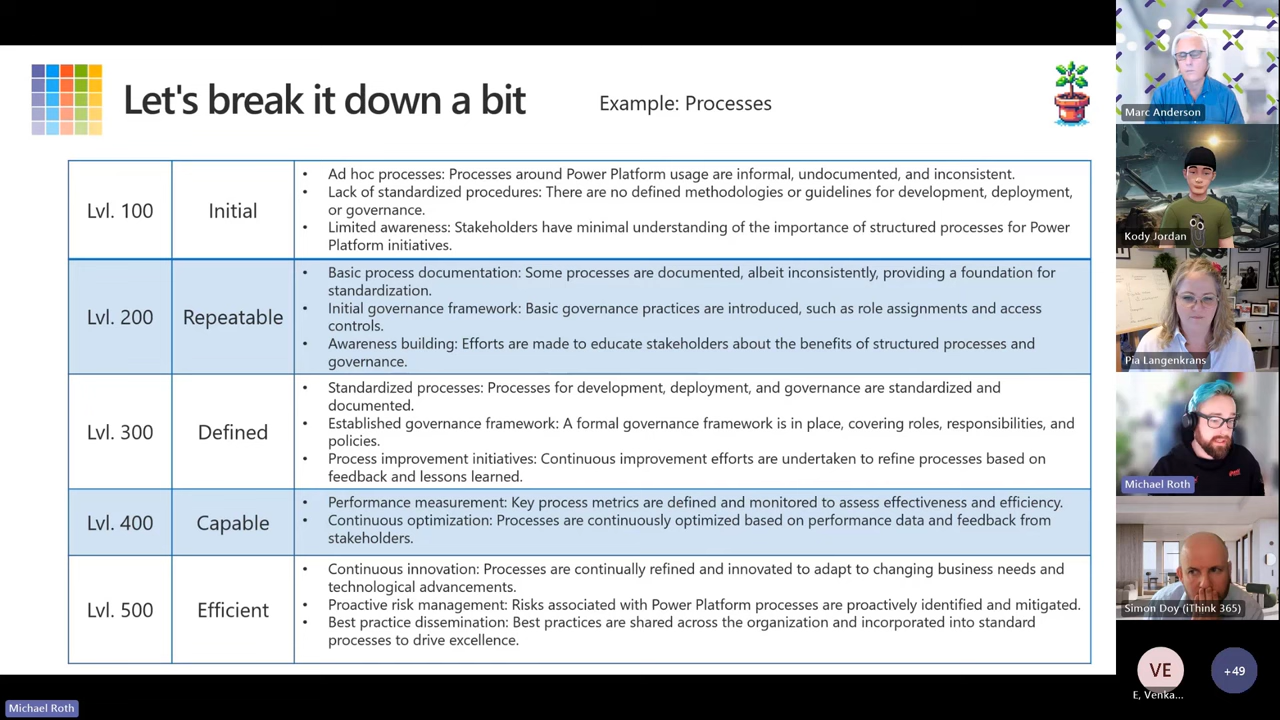 Let's break it down a bit
Example: Processes
Lvl. 100
Initial
• Ad hoc processes: Processes around Power Platform usage are informal, undocumented, and inconsistent.
• Lack of standardized procedures: There are no defined methodologies or guidelines for development, deployment,
or governance.
• Limited awareness: Stakeholders have minimal understanding of the importance of structured processes for Power
Platform initiatives.
Lvl. 200
Repeatable
• Basic process documentation: Some processes are documented, albeit inconsistently, providing a foundation for
standardization.
• Initial governance framework: Basic governance practices are introduced, such as role assignments and access
controls.
• Awareness building: Efforts are made to educate stakeholders about the benefits of structured processes and
governance.
Lvl. 300
Defined
• Standardized processes: Processes for development, deployment, and governance are standardized and
documented.
• Established governance framework: A formal governance framework is in place, covering roles, responsibilities, and
policies.
• Process improvement initiatives: Continuous improvement efforts are undertaken to refine processes based on
feedback and lessons learned.
Lvl. 400
Capable
• Performance measurement: Key process metrics are defined and monitored to assess effectiveness and efficiency.
• Continuous optimization: Processes are continuously optimized based on performance data and feedback from
stakeholders.
Lvl. 500
Efficient
• Continuous innovation: Processes are continually refined and innovated to adapt to changing business needs and
technological advancements.
• Proactive risk management: Risks associated with Power Platform processes are proactively identified and mitigated.
• Best practice dissemination: Best practices are shared across the organization and incorporated into standard
processes to drive excellence.
Marc Anderson
Kody Jordan
Pia Langenkrans
Michael Roth
Simon Doy (iThink 365)
VE
E, Venka...
+49
Michael Roth